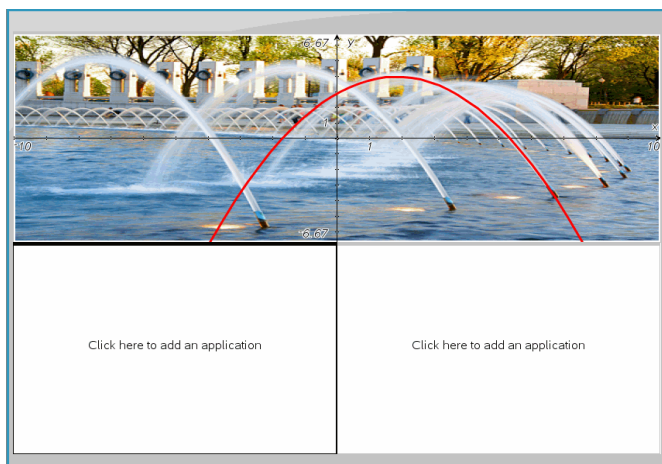 6.67 y
1
x
-10 1 10
-6.67
Click here to add an application Click here to add an application